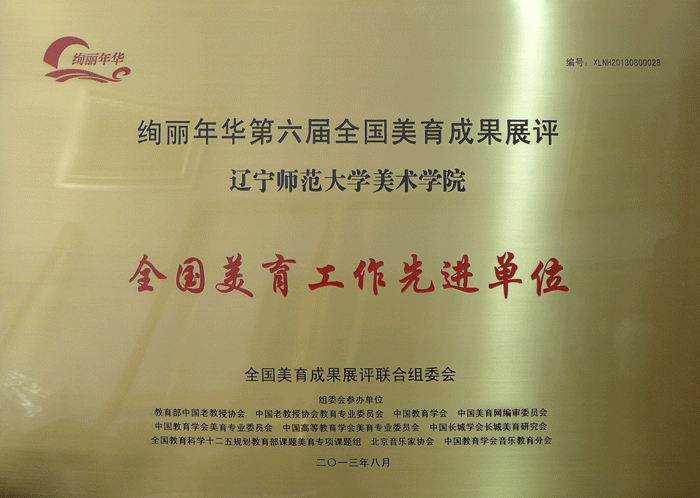 绚丽年华
编号：XLNH20130800028
绚丽年华第六届全国美育成果展评
辽宁师范大学美术学院
全国美育工作先进单位
全国美育成果展评联合组委会
组委会参办单位
教育部中国老教授协会 中国老教授协会教育专业委员会 中国教育学会 中国美育网编审委员会
中国教育学会美育专业委员会 中国高等教育学会美育专业委员会 中国长城学会长城美育研究会
全国教育科学十二五规划教育部课题美育专项课题组 北京音乐家协会 中国教育学会音乐教育分会
二〇一三年八月